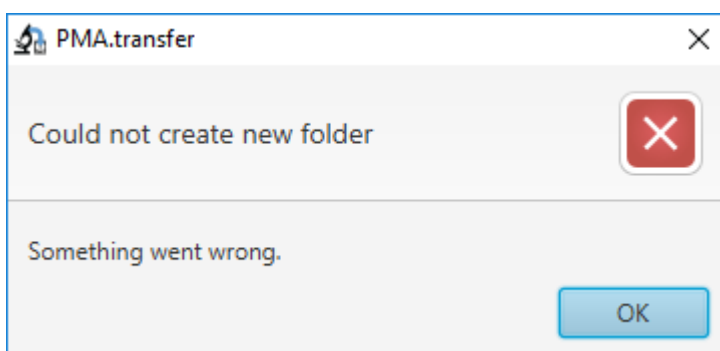 PMA.transfer
Could not create new folder
Something went wrong.
OK